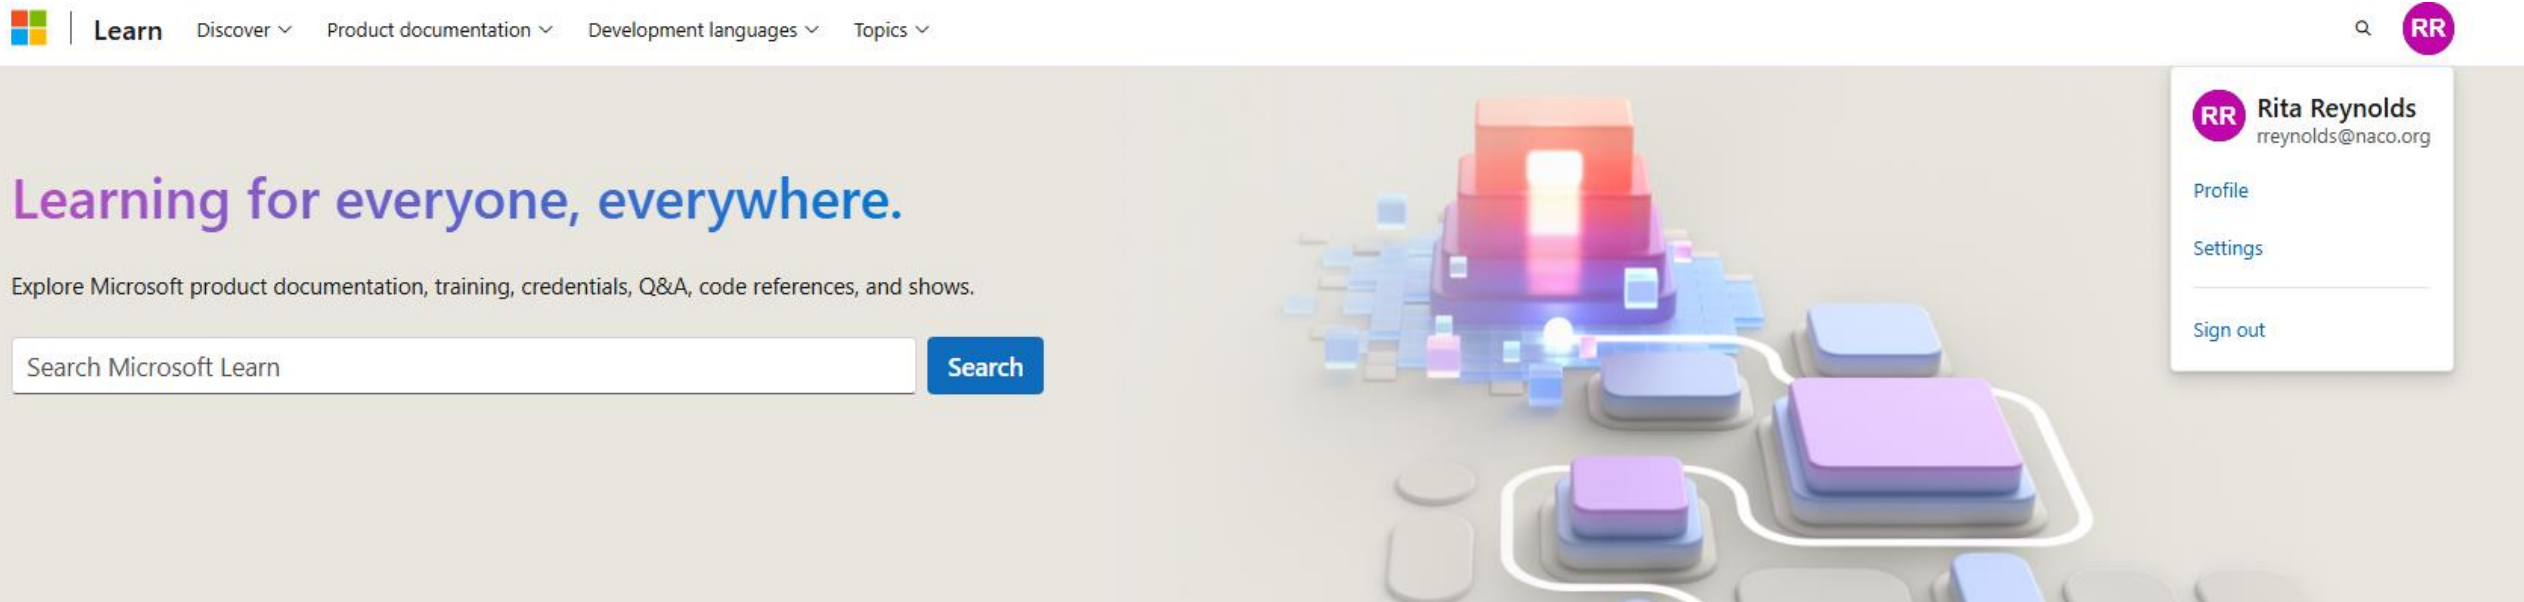 Learn Discover Product documentation Development languages Topics RR
RR Rita Reynolds
rreynolds@naco.org
Profile
Settings
Sign out
Learning for everyone, everywhere.
Explore Microsoft product documentation, training, credentials, Q&A, code references, and shows.
Search Microsoft Learn Search